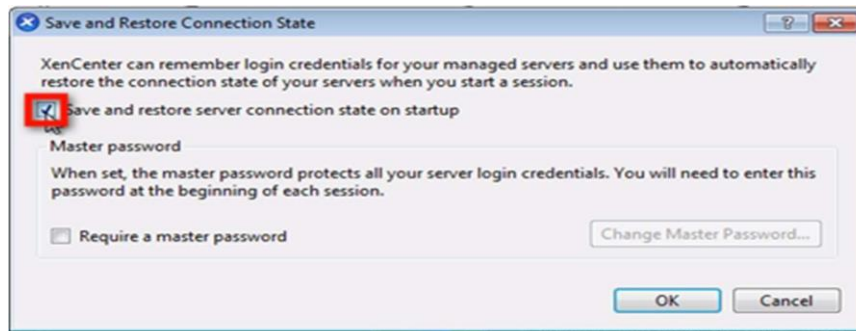 Save and Restore Connection State
XenCenter can remember login credentials for your managed servers and use them to automatically
restore the connection state of your servers when you start a session.
Save and restore server connection state on startup
Master password
When set, the master password protects all your server login credentials. You will need to enter this
password at the beginning of each session.
Require a master password
Change Master Password...
OK
Cancel